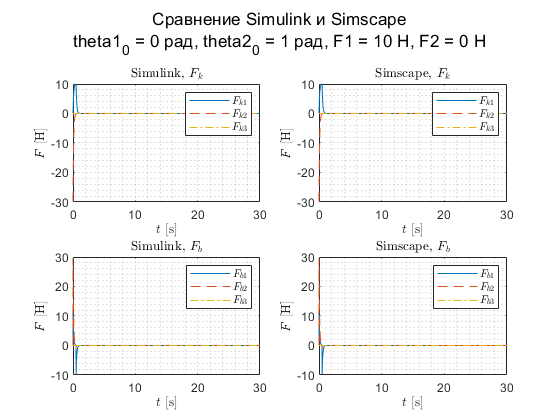 Сравнение Simulink и Simscape
theta1_0 = 0 рад, theta2_0 = 1 рад, F1 = 10 Н, F2 = 0 Н
Simulink, F_k
10
0
-10
-20
-30
F [Н]
0 10 20 30
t [s]
F_k1
F_k2
F_k3
Simscape, F_k
10
0
-10
-20
-30
F [Н]
0 10 20 30
t [s]
F_k1
F_k2
F_k3
Simulink, F_b
30
20
10
0
-10
F [Н]
0 10 20 30
t [s]
F_b1
F_b2
F_b3
Simscape, F_b
30
20
10
0
-10
F [Н]
0 10 20 30
t [s]
F_b1
F_b2
F_b3